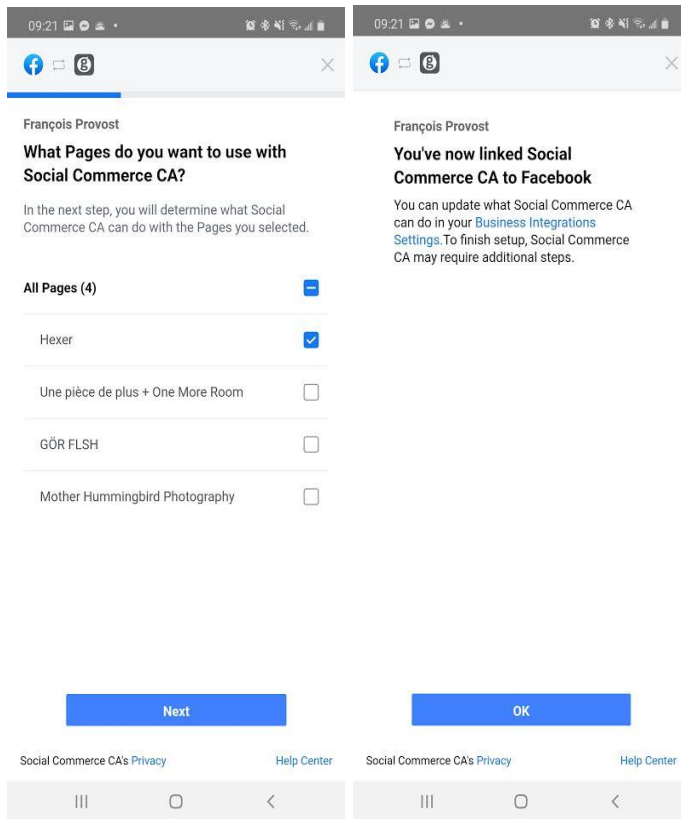 09:21
François Provost
What Pages do you want to use with
Social Commerce CA?
In the next step, you will determine what Social
Commerce CA can do with the Pages you selected.
All Pages (4)
Hexer
Une pièce de plus + One More Room
GÖR FLSH
Mother Hummingbird Photography
Next
Social Commerce CA's Privacy
Help Center
09:21
François Provost
You've now linked Social
Commerce CA to Facebook
You can update what Social Commerce CA
can do in your Business Integrations
Settings.To finish setup, Social Commerce
CA may require additional steps.
OK
Social Commerce CA's Privacy
Help Center